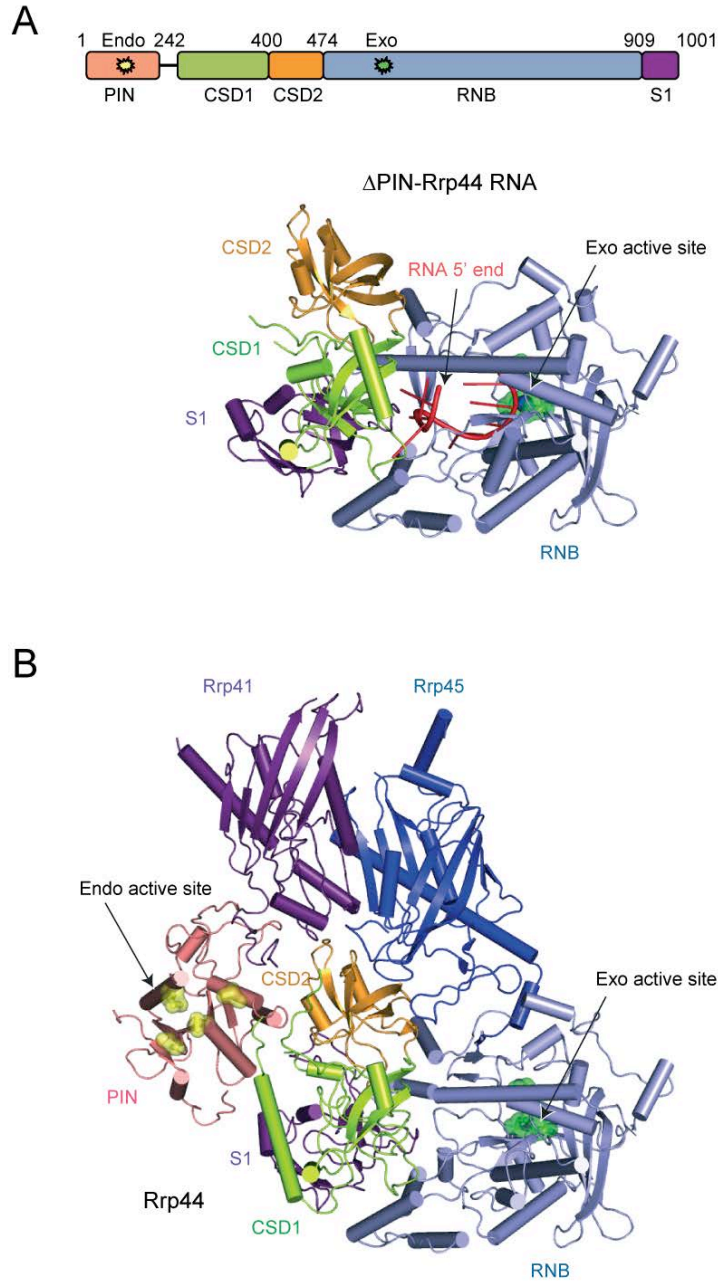 A
1 Endo 242 400 474 Exo 909 1001
PIN CSD1 CSD2 RNB S1
ΔPIN-Rrp44 RNA
CSD2
RNA 5' end
Exo active site
CSD1
S1
RNB
B
Rrp41 Rrp45
Endo active site
CSD2
Exo active site
PIN
S1
Rrp44
CSD1
RNB